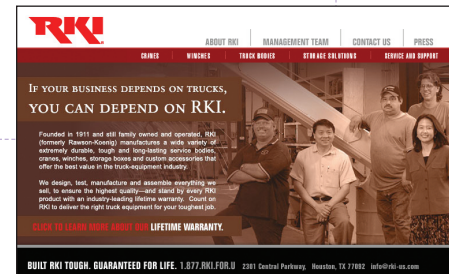 RKI!
ABOUT RKI | MANAGEMENT TEAM | CONTACT US | PRESS
CRANES WINCHES TRUCK BODIES STORAGE SOLUTIONS SERVICE AND SUPPORT
IF YOUR BUSINESS DEPENDS ON TRUCKS,
YOU CAN DEPEND ON RKI.
Founded in 1911 and still family owned and operated, RKI
(formerly Rawson-Koenig) manufactures a wide variety of
extremely durable, tough and long-lasting service bodies,
cranes, winches, storage boxes and custom accessories that
offer the best value in the truck-equipment industry.
We design, test, manufacture and assemble everything we
sell, to ensure the highest quality—and stand by every RKI
product with an industry-leading lifetime warranty. Count on
RKI to deliver the right truck equipment for your toughest job.
CLICK TO LEARN MORE ABOUT OUR LIFETIME WARRANTY.
BUILT RKI TOUGH. GUARANTEED FOR LIFE. 1.877.RKI.FOR.U 2301 Central Parkway, Houston, TX 77092 info@rki-us.com